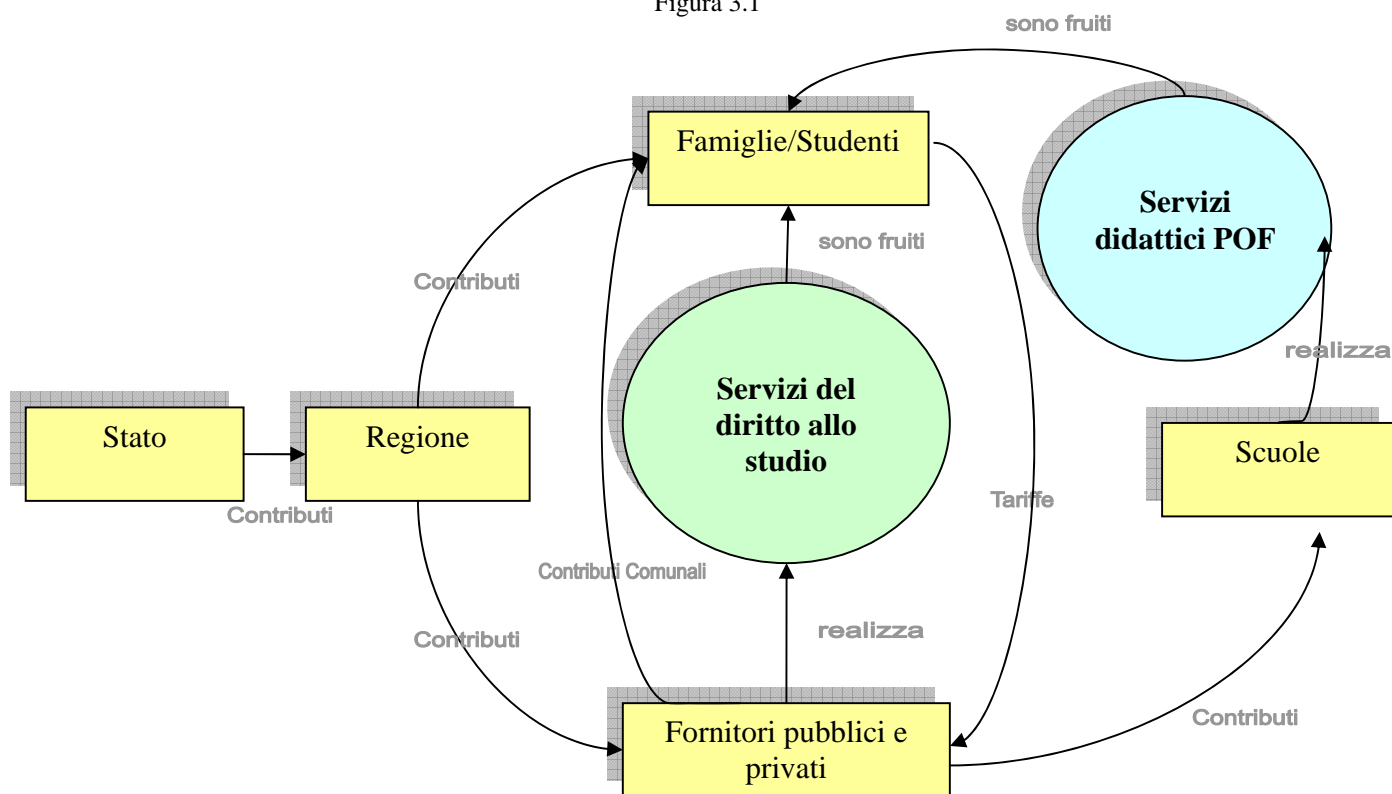 Figura 3.1
sono fruiti
Famiglie/Studenti
Servizi
didattici POF
sono fruiti
Contributi
realizza
Servizi del
diritto allo
studio
Stato
Regione
Scuole
Contributi
Tariffe
Contributi Comunali
Contributi
realizza
Contributi
Fornitori pubblici e
privati